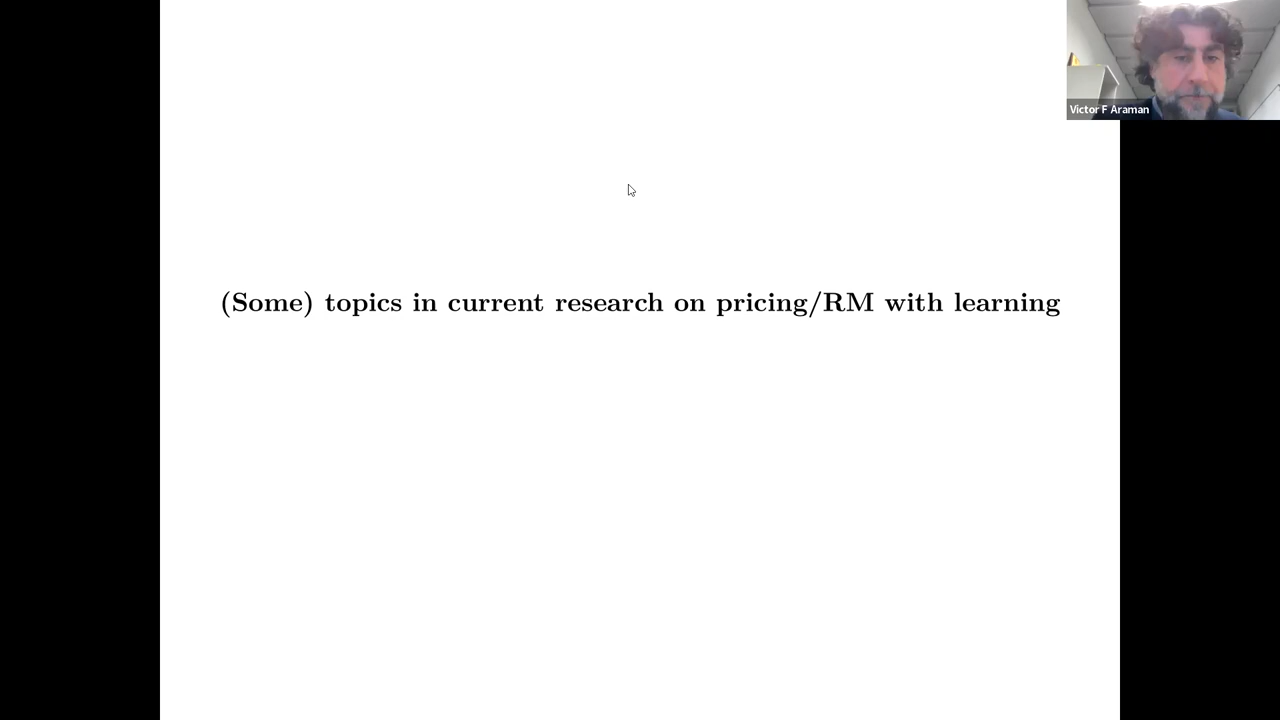 Victor F Araman
(Some) topics in current research on pricing/RM with learning